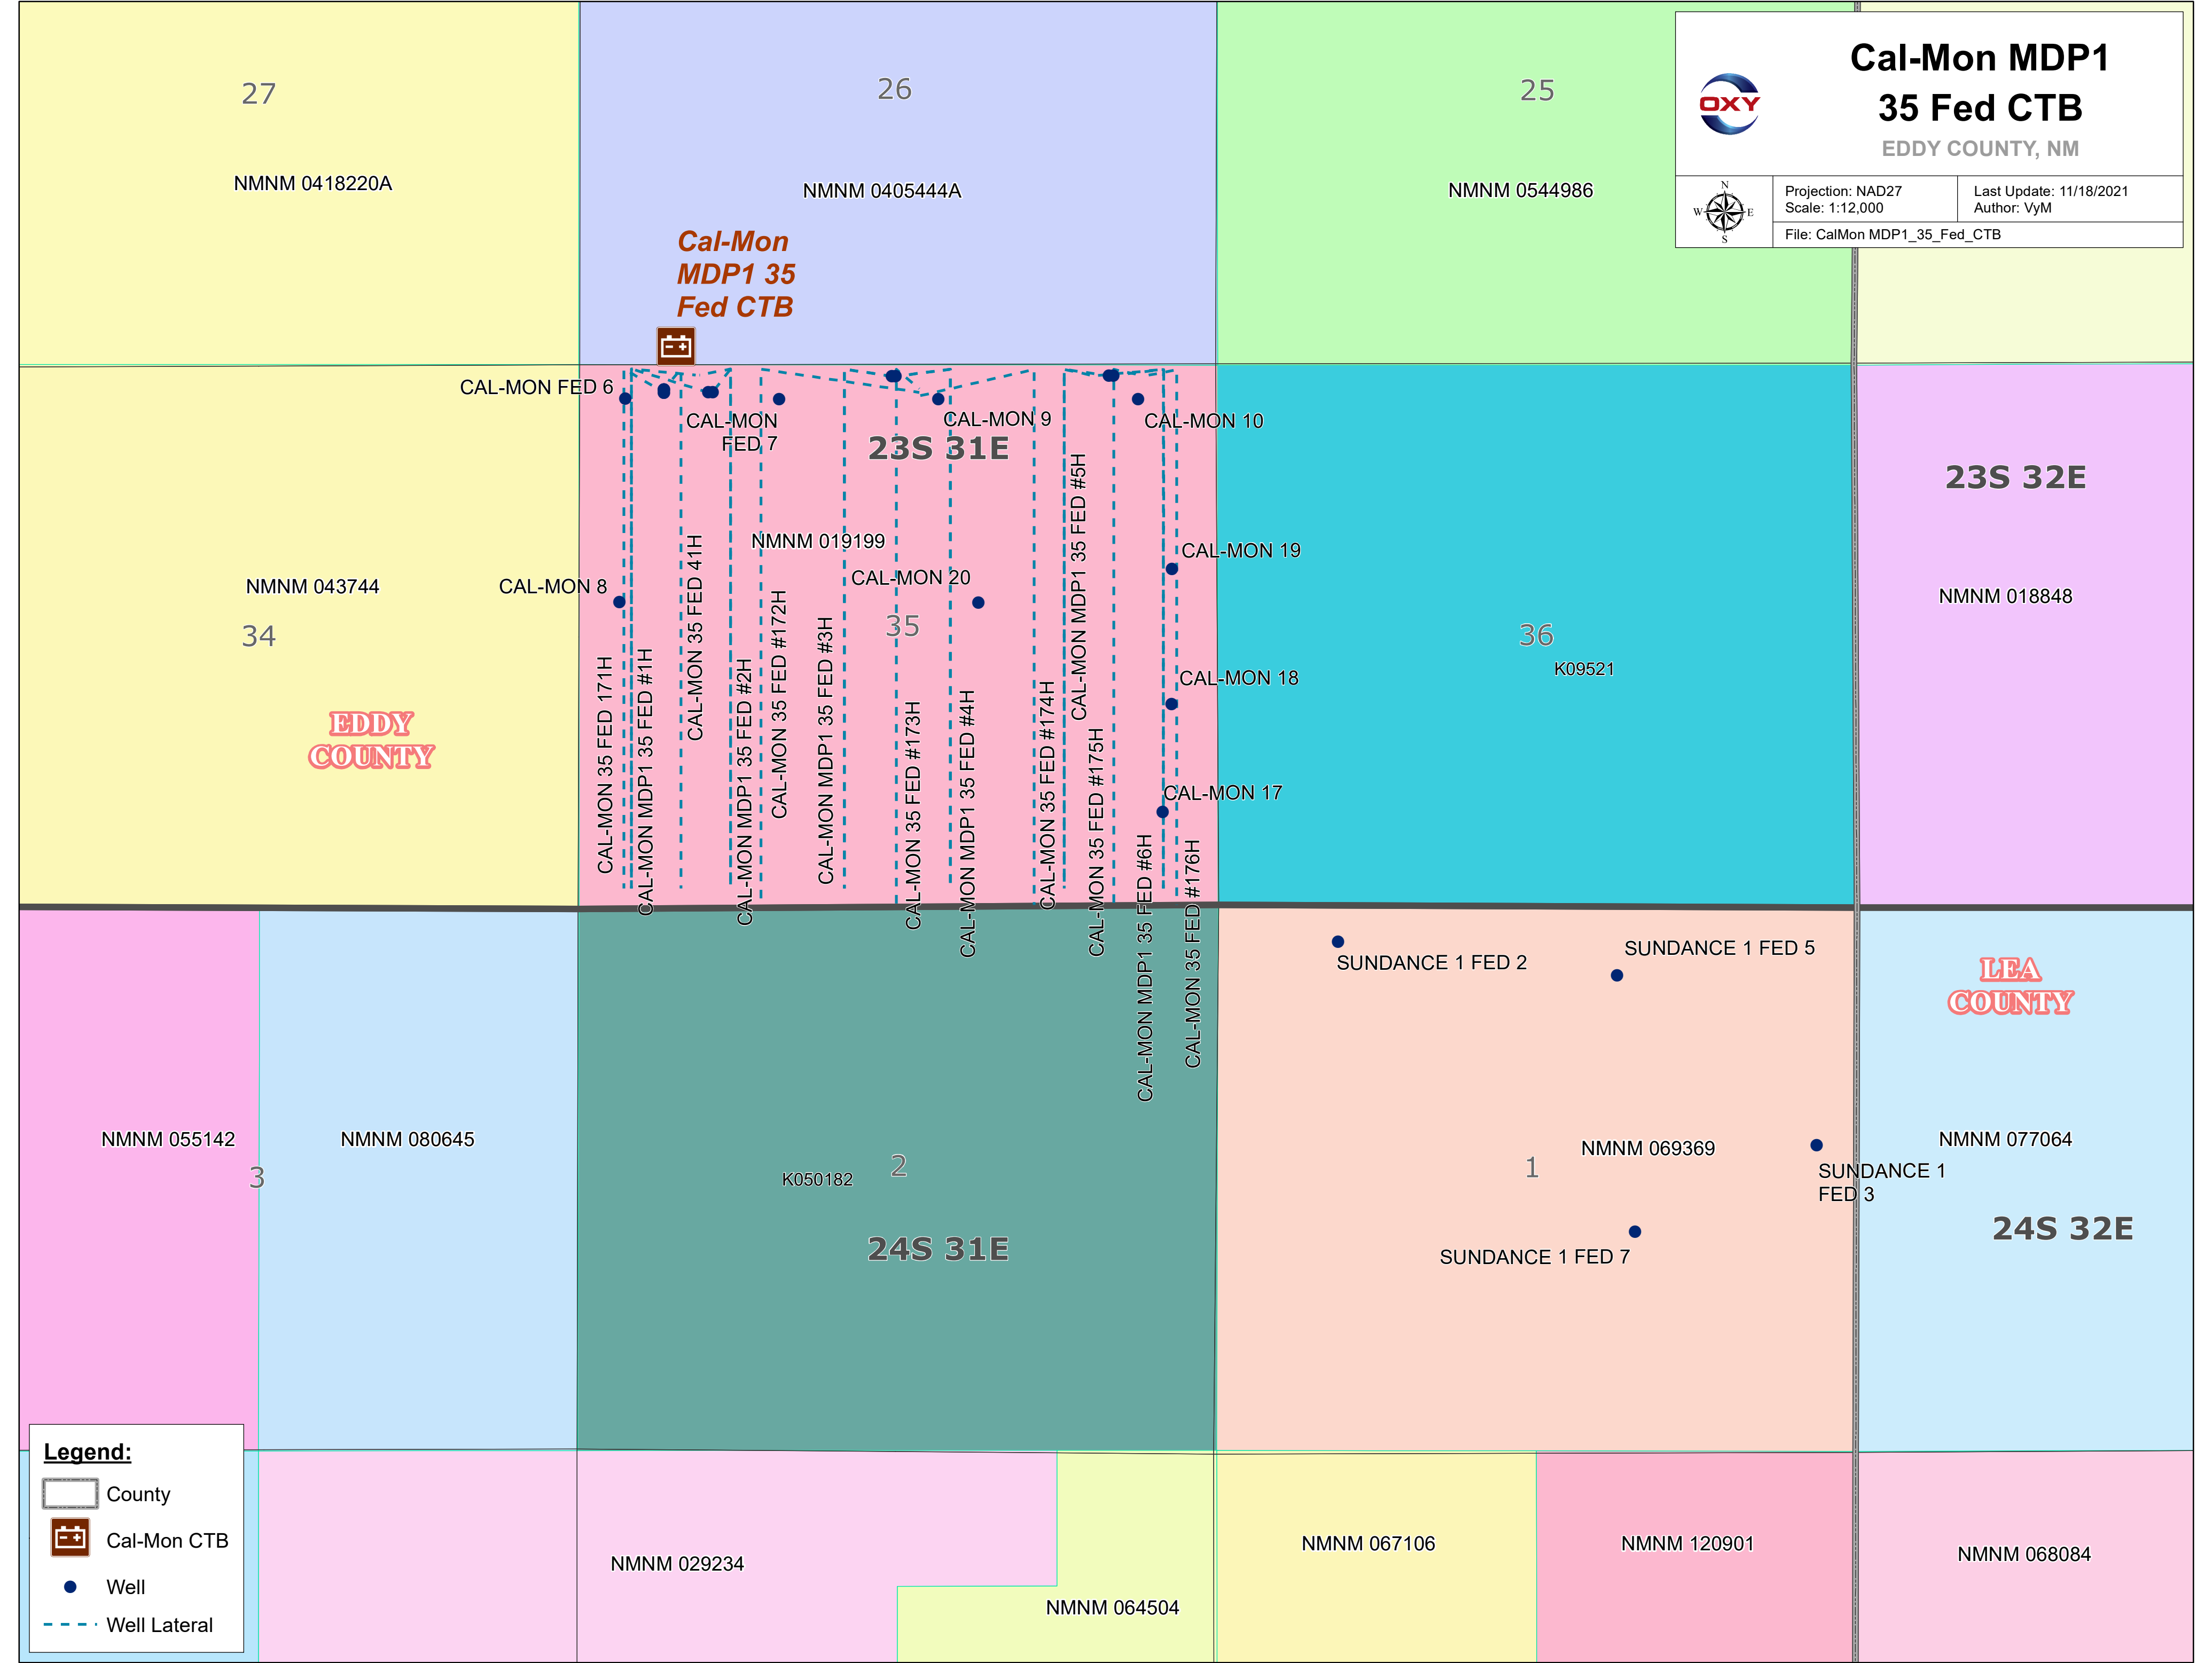 27
26
25
NMNM 0418220A
NMNM 0405444A
NMNM 0544986
OXY
Cal-Mon MDP1
35 Fed CTB
EDDY COUNTY, NM
N
W
E
S
Projection: NAD27
Scale: 1:12,000
Last Update: 11/18/2021
Author: VyM
File: CalMon MDP1_35_Fed_CTB
Cal-Mon
MDP1 35
Fed CTB
CAL-MON FED 6
CAL-MON
FED 7
CAL-MON 9
CAL-MON 10
23S 31E
23S 32E
NMNM 019199
CAL-MON 19
CAL-MON 20
CAL-MON 8
NMNM 043744
NMNM 018848
34
35
36
K09521
CAL-MON 18
CAL-MON 17
EDDY
COUNTY
CAL-MON 35 FED 171H
CAL-MON MDP1 35 FED #1H
CAL-MON 35 FED 41H
CAL-MON MDP1 35 FED #2H
CAL-MON 35 FED #172H
CAL-MON MDP1 35 FED #3H
CAL-MON 35 FED #173H
CAL-MON MDP1 35 FED #4H
CAL-MON 35 FED #174H
CAL-MON MDP1 35 FED #5H
CAL-MON 35 FED #175H
CAL-MON MDP1 35 FED #6H
CAL-MON 35 FED #176H
SUNDANCE 1 FED 2
SUNDANCE 1 FED 5
LEA
COUNTY
NMNM 055142
NMNM 080645
3
2
K050182
1
NMNM 069369
NMNM 077064
SUNDANCE 1
FED 3
24S 31E
24S 32E
SUNDANCE 1 FED 7
Legend:
County
Cal-Mon CTB
Well
Well Lateral
NMNM 029234
NMNM 064504
NMNM 067106
NMNM 120901
NMNM 068084